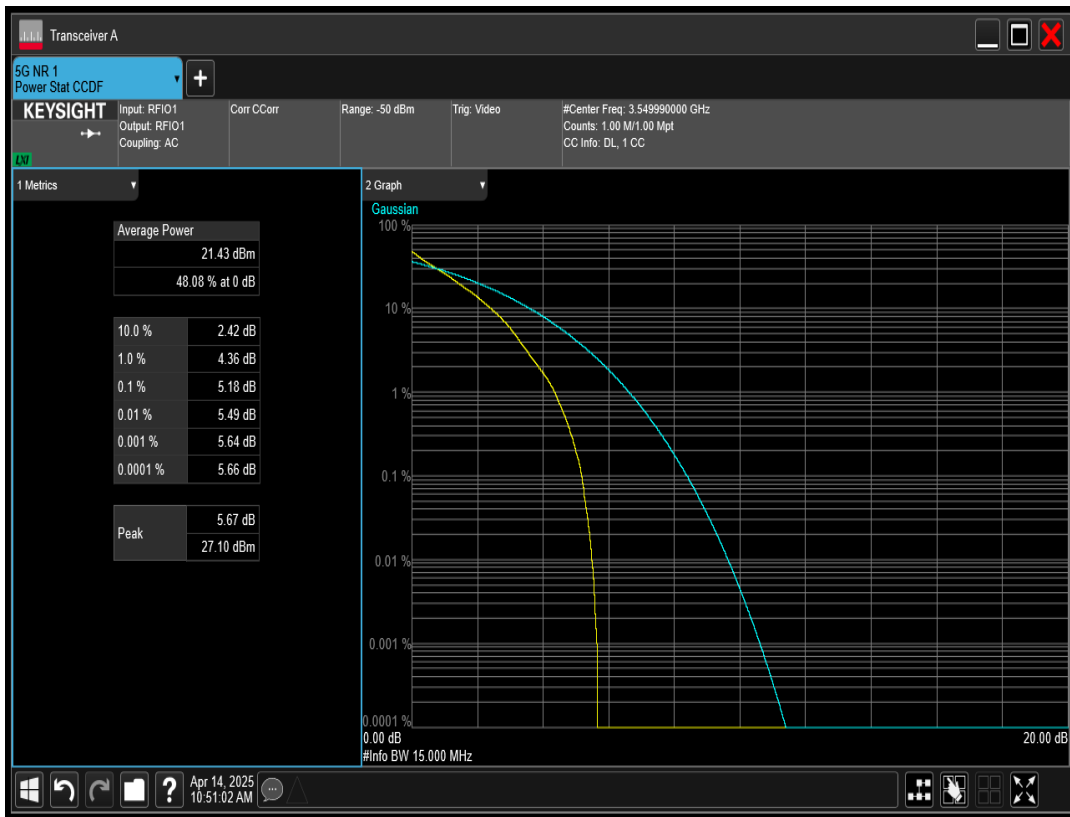 Transceiver A
5G NR 1
Power Stat CCDF
+
KEYSIGHT
LXI
Input: RFIO1
Output: RFIO1
Coupling: AC
Corr CCorr
Range: -50 dBm
Trig: Video
#Center Freq: 3.549990000 GHz
Counts: 1.00 M/1.00 Mpt
CC Info: DL, 1 CC
1 Metrics
Average Power
21.43 dBm
48.08 % at 0 dB
10.0 % 2.42 dB
1.0 % 4.36 dB
0.1 % 5.18 dB
0.01 % 5.49 dB
0.001 % 5.64 dB
0.0001 % 5.66 dB
Peak 5.67 dB
27.10 dBm
2 Graph
Gaussian
100 %
10 %
1 %
0.1 %
0.01 %
0.001 %
0.0001 %
0.00 dB 20.00 dB
#Info BW 15.000 MHz
?
Apr 14, 2025
10:51:02 AM